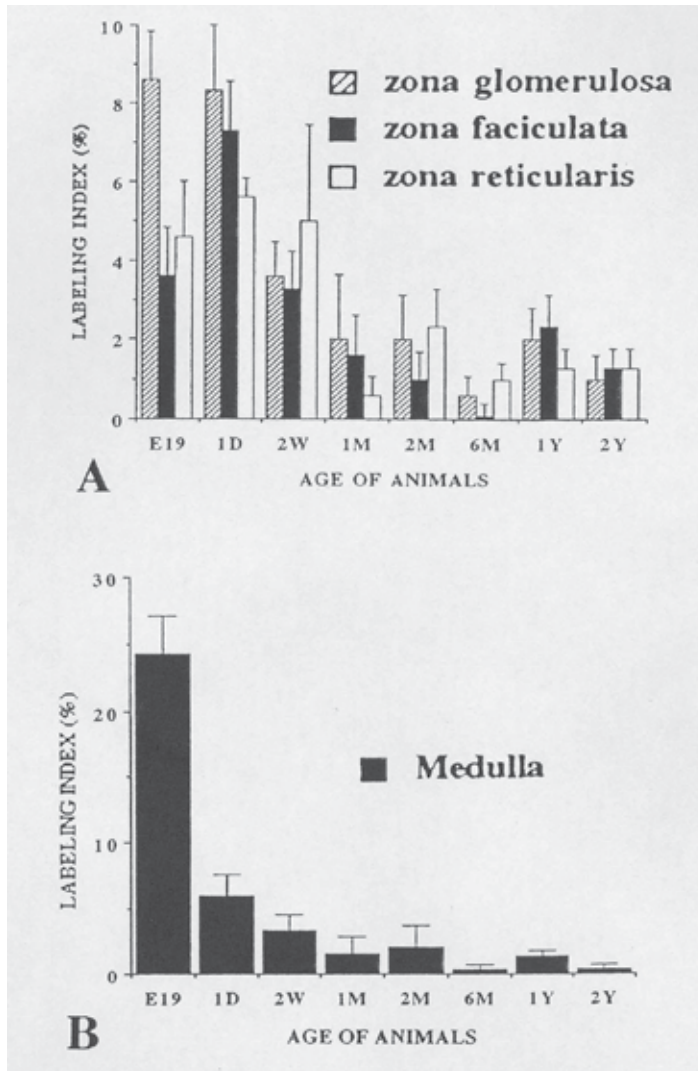 10
8
6
4
2
0
LABELING INDEX (%)
zona glomerulosa
zona faciculata
zona reticularis
E19 1D 2W 1M 2M 6M 1Y 2Y
A
AGE OF ANIMALS
30
20
10
0
LABELING INDEX (%)
Medulla
E19 1D 2W 1M 2M 6M 1Y 2Y
B
AGE OF ANIMALS